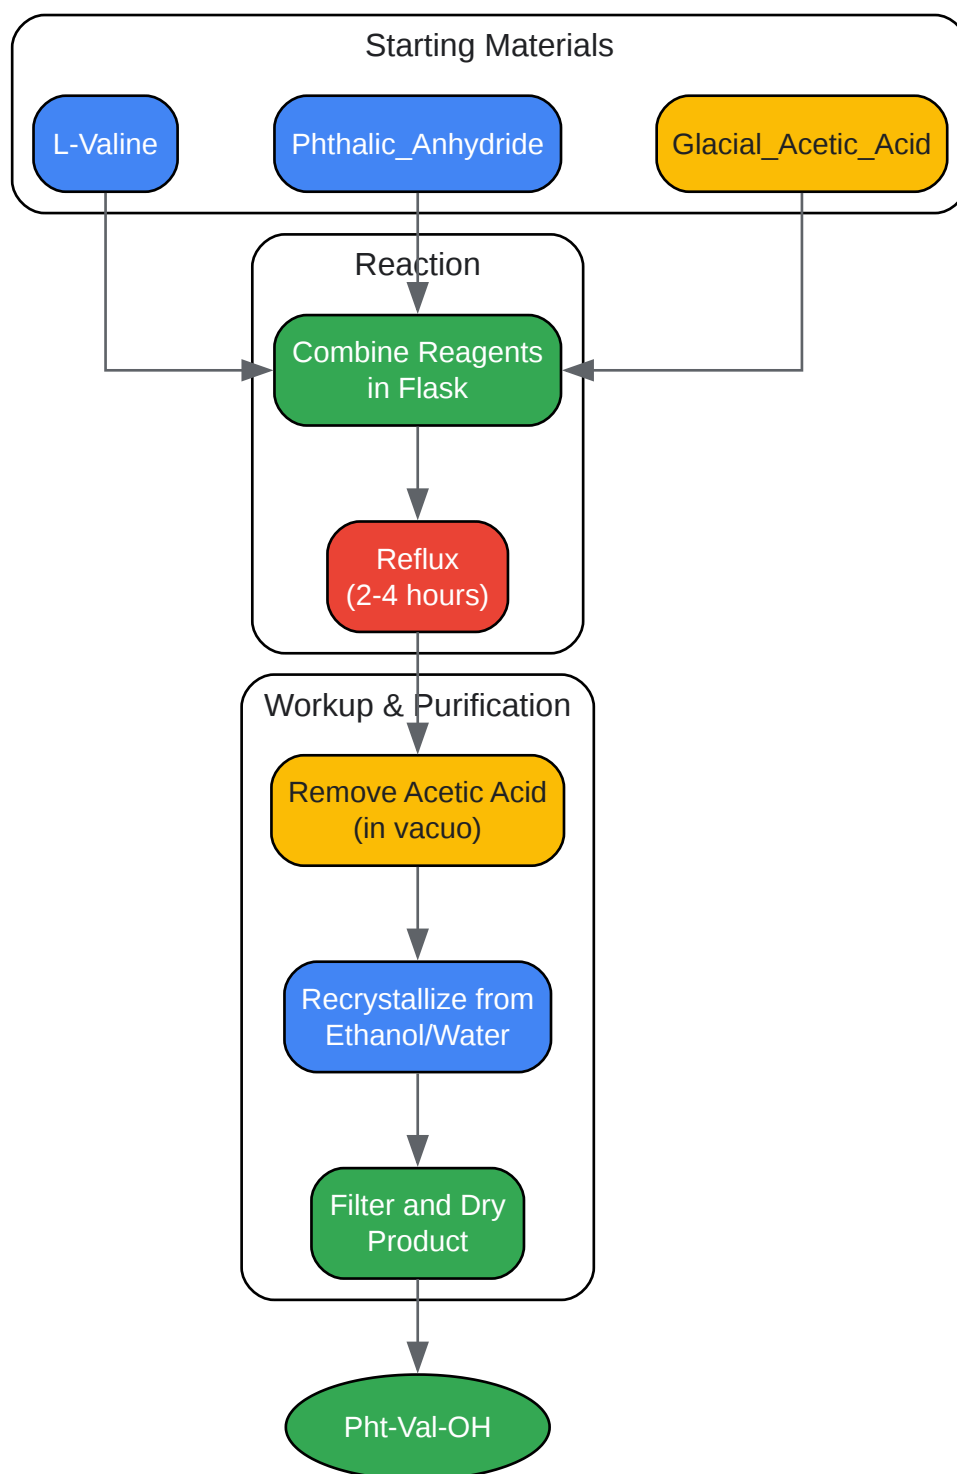 Starting Materials
L-Valine
Phthalic_Anhydride
Glacial_Acetic_Acid
Reaction
Combine Reagents
in Flask
Reflux
(2-4 hours)
Workup & Purification
Remove Acetic Acid
(in vacuo)
Recrystallize from
Ethanol/Water
Filter and Dry
Product
Pht-Val-OH